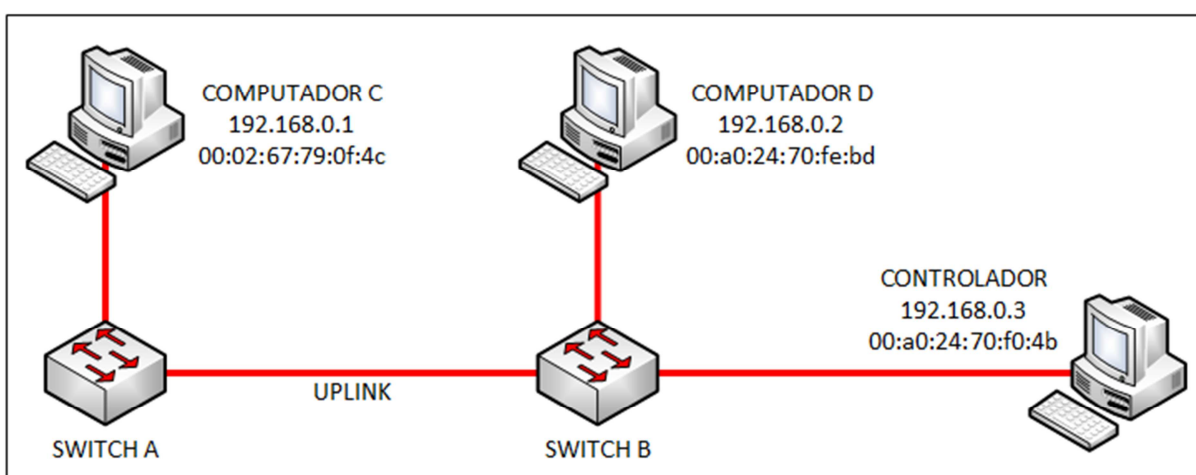 COMPUTADOR C
192.168.0.1
00:02:67:79:0f:4c
COMPUTADOR D
192.168.0.2
00:a0:24:70:fe:bd
CONTROLADOR
192.168.0.3
00:a0:24:70:f0:4b
UPLINK
SWITCH A
SWITCH B